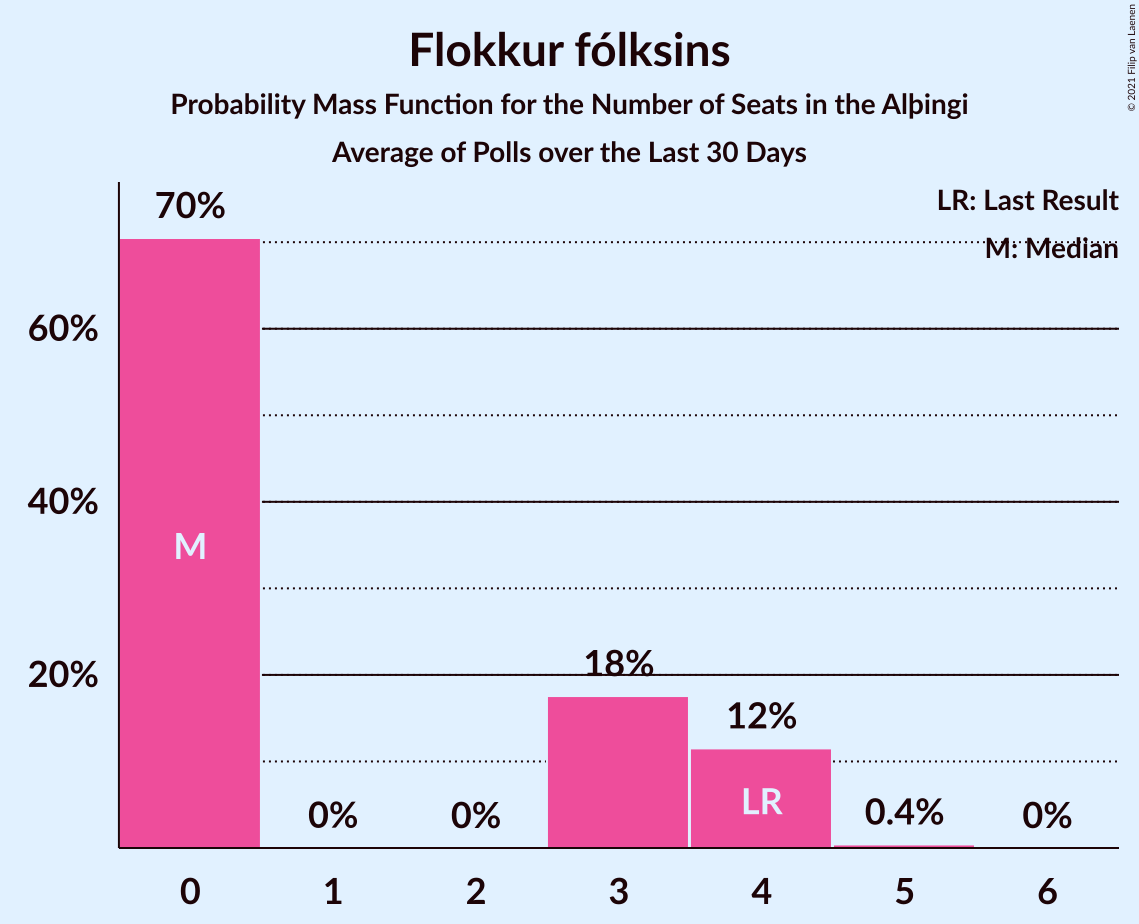 Flokkur fólksins
Probability Mass Function for the Number of Seats in the Alþingi
Average of Polls over the Last 30 Days
© 2021 Filip van Laenen
LR: Last Result
M: Median
70%
60%
40%
20%
M
0%
0%
18%
12%
LR
0.4%
0%
0 1 2 3 4 5 6